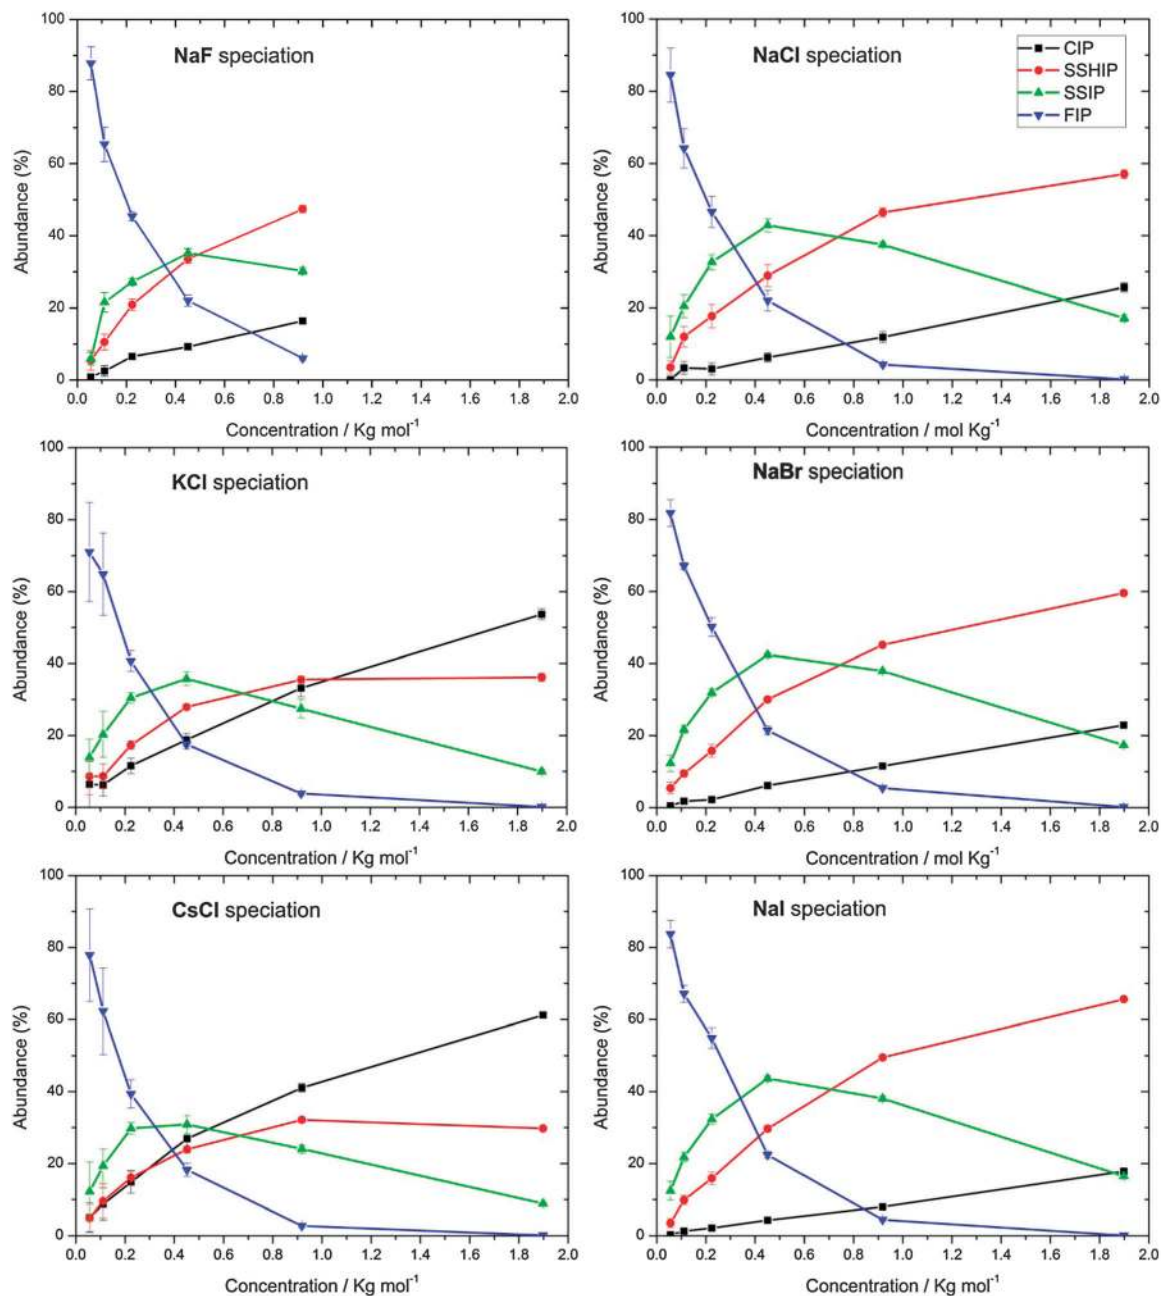 NaF speciation
100
80
60
40
20
0
Abundance (%)
0.0 0.2 0.4 0.6 0.8 1.0 1.2 1.4 1.6 1.8 2.0
Concentration / Kg mol⁻¹
NaCl speciation
CIP
SSHIP
SSIP
FIP
100
80
60
40
20
0
Abundance (%)
0.0 0.2 0.4 0.6 0.8 1.0 1.2 1.4 1.6 1.8 2.0
Concentration / mol Kg⁻¹
KCl speciation
100
80
60
40
20
0
Abundance (%)
0.0 0.2 0.4 0.6 0.8 1.0 1.2 1.4 1.6 1.8 2.0
Concentration / Kg mol⁻¹
NaBr speciation
100
80
60
40
20
0
Abundance (%)
0.0 0.2 0.4 0.6 0.8 1.0 1.2 1.4 1.6 1.8 2.0
Concentration / mol Kg⁻¹
CsCl speciation
100
80
60
40
20
0
Abundance (%)
0.0 0.2 0.4 0.6 0.8 1.0 1.2 1.4 1.6 1.8 2.0
Concentration / Kg mol⁻¹
NaI speciation
100
80
60
40
20
0
Abundance (%)
0.0 0.2 0.4 0.6 0.8 1.0 1.2 1.4 1.6 1.8 2.0
Concentration / mol Kg⁻¹